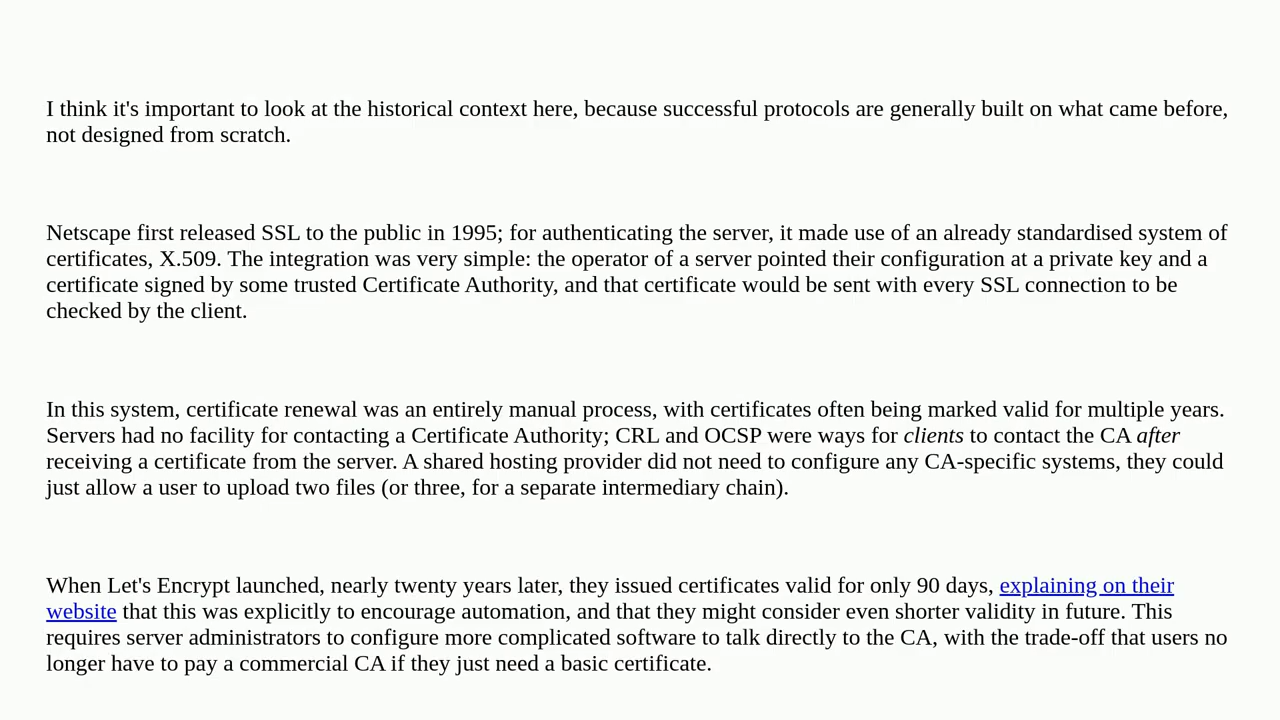 I think it's important to look at the historical context here, because successful protocols are generally built on what came before,
not designed from scratch.
Netscape first released SSL to the public in 1995; for authenticating the server, it made use of an already standardised system of
certificates, X.509. The integration was very simple: the operator of a server pointed their configuration at a private key and a
certificate signed by some trusted Certificate Authority, and that certificate would be sent with every SSL connection to be
checked by the client.
In this system, certificate renewal was an entirely manual process, with certificates often being marked valid for multiple years.
Servers had no facility for contacting a Certificate Authority; CRL and OCSP were ways for clients to contact the CA after
receiving a certificate from the server. A shared hosting provider did not need to configure any CA-specific systems, they could
just allow a user to upload two files (or three, for a separate intermediary chain).
When Let's Encrypt launched, nearly twenty years later, they issued certificates valid for only 90 days, explaining on their
website that this was explicitly to encourage automation, and that they might consider even shorter validity in future. This
requires server administrators to configure more complicated software to talk directly to the CA, with the trade-off that users no
longer have to pay a commercial CA if they just need a basic certificate.